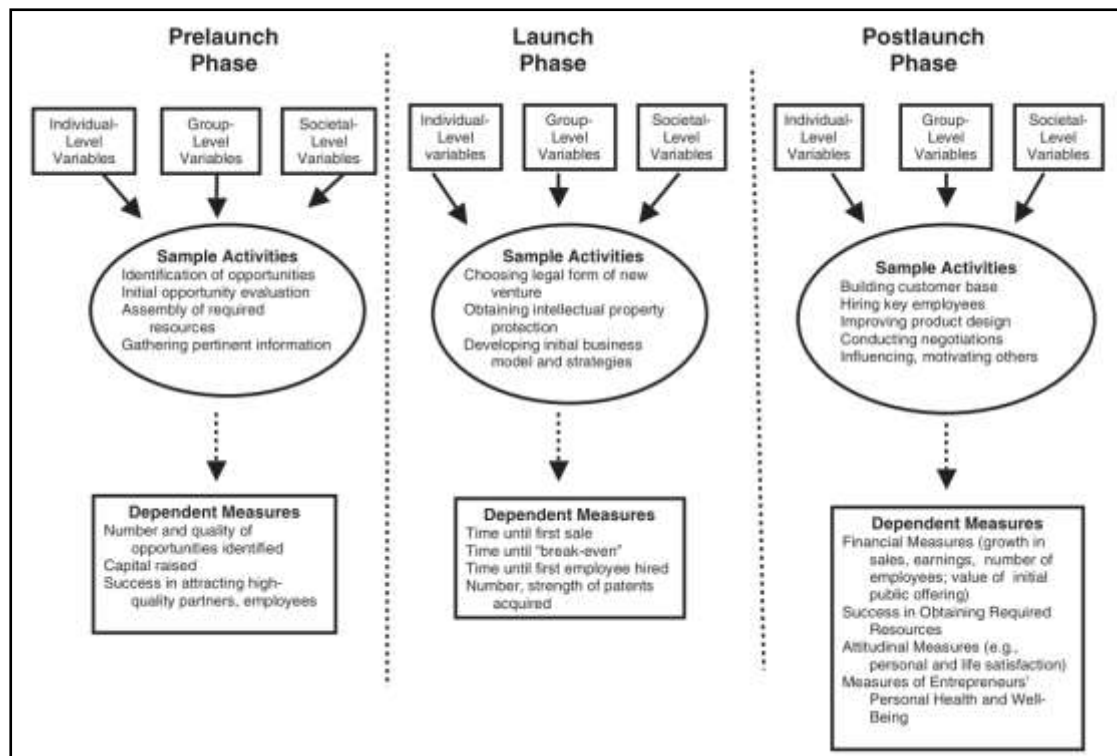 Prelaunch
Phase
Individual-
Level
Variables
Group-
Level
Variables
Societal-
Level
Variables
Sample Activities
Identification of opportunities
Initial opportunity evaluation
Assembly of required
resources
Gathering pertinent information
Dependent Measures
Number and quality of
opportunities identified
Capital raised
Success in attracting high-
quality partners, employees
Launch
Phase
Individual-
Level
variables
Group-
Level
Variables
Societal-
Level
Variables
Sample Activities
Choosing legal form of new
venture
Obtaining intellectual property
protection
Developing initial business
model and strategies
Dependent Measures
Time until first sale
Time until "break-even"
Time until first employee hired
Number, strength of patents
acquired
Postlaunch
Phase
Individual-
Level
Variables
Group-
Level
Variables
Societal-
Level
Variables
Sample Activities
Building customer base
Hiring key employees
Improving product design
Conducting negotiations
Influencing, motivating others
Dependent Measures
Financial Measures (growth in
sales, earnings, number of
employees; value of initial
public offering)
Success in Obtaining Required
Resources
Attitudinal Measures (e.g.,
personal and life satisfaction)
Measures of Entrepreneurs'
Personal Health and Well-
Being